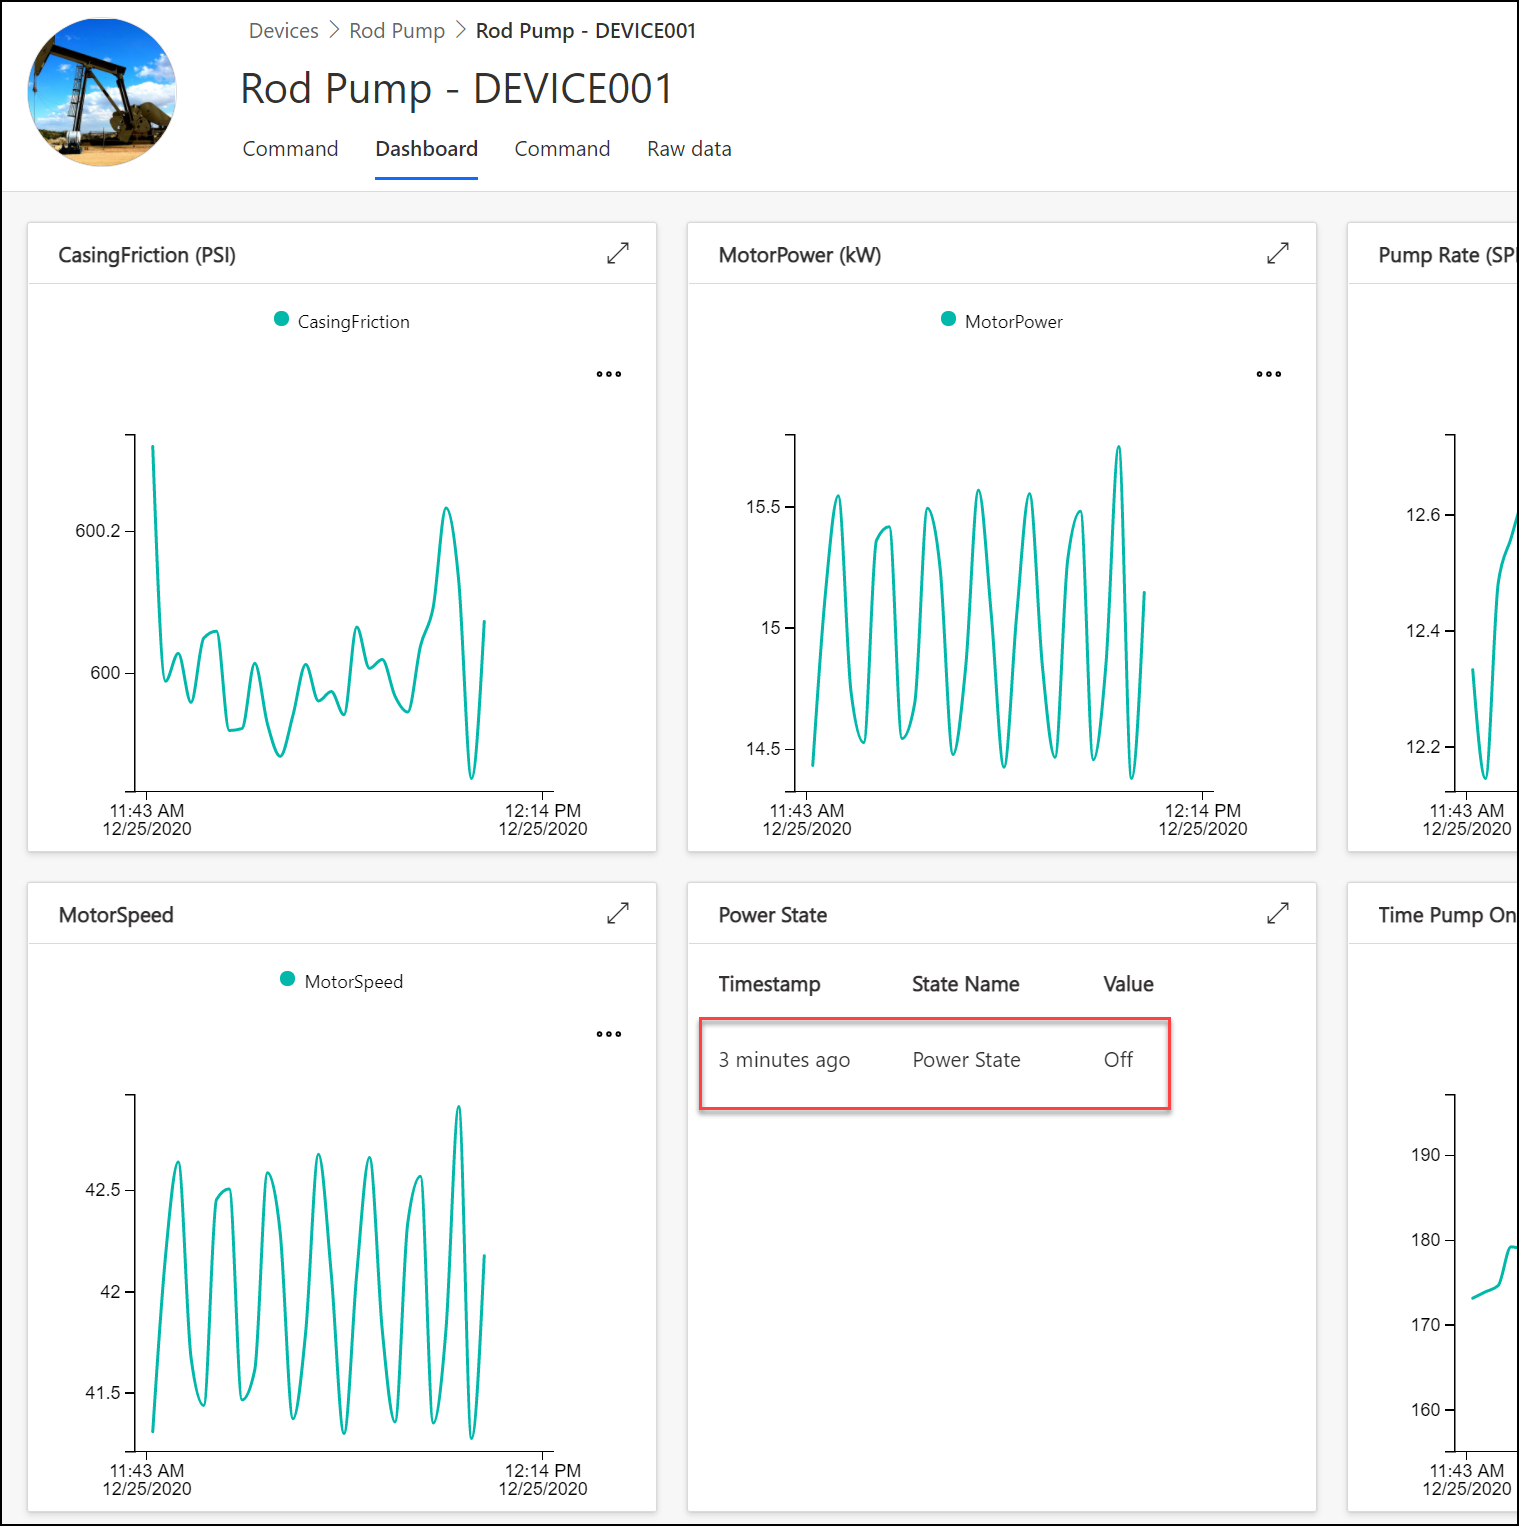 Devices > Rod Pump > Rod Pump - DEVICE001
Rod Pump - DEVICE001
Command Dashboard Command Raw data
CasingFriction (PSI)
CasingFriction
600.2
600
11:43 AM 12:14 PM
12/25/2020 12/25/2020
MotorPower (kW)
MotorPower
15.5
15
14.5
11:43 AM 12:14 PM
12/25/2020 12/25/2020
Pump Rate (SP
12.6
12.4
12.2
11:43 AM
12/25/2020
MotorSpeed
MotorSpeed
42.5
42
41.5
11:43 AM 12:14 PM
12/25/2020 12/25/2020
Power State
Timestamp State Name Value
3 minutes ago Power State Off
Time Pump On
190
180
170
160
11:43 AM
12/25/2020